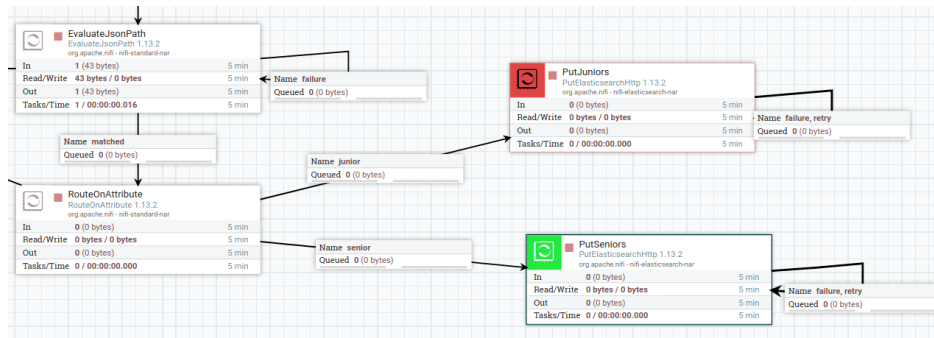 EvaluateJsonPath
EvaluateJsonPath 1.13.2
org.apache.nifi - nifi-standard-nar
In 1 (43 bytes) 5 min
Read/Write 43 bytes / 0 bytes 5 min
Out 1 (43 bytes) 5 min
Tasks/Time 1 / 00:00:00.016 5 min
Name failure
Queued 0 (0 bytes)
Name matched
Queued 0 (0 bytes)
PutJuniors
PutElasticsearchHttp 1.13.2
org.apache.nifi - nifi-elasticsearch-nar
In 0 (0 bytes) 5 min
Read/Write 0 bytes / 0 bytes 5 min
Out 0 (0 bytes) 5 min
Tasks/Time 0 / 00:00:00.000 5 min
Name failure, retry
Queued 0 (0 bytes)
Name junior
Queued 0 (0 bytes)
RouteOnAttribute
RouteOnAttribute 1.13.2
org.apache.nifi - nifi-standard-nar
In 0 (0 bytes) 5 min
Read/Write 0 bytes / 0 bytes 5 min
Out 0 (0 bytes) 5 min
Tasks/Time 0 / 00:00:00.000 5 min
Name senior
Queued 0 (0 bytes)
PutSeniors
PutElasticsearchHttp 1.13.2
org.apache.nifi - nifi-elasticsearch-nar
In 0 (0 bytes) 5 min
Read/Write 0 bytes / 0 bytes 5 min
Out 0 (0 bytes) 5 min
Tasks/Time 0 / 00:00:00.000 5 min
Name failure, retry
Queued 0 (0 bytes)